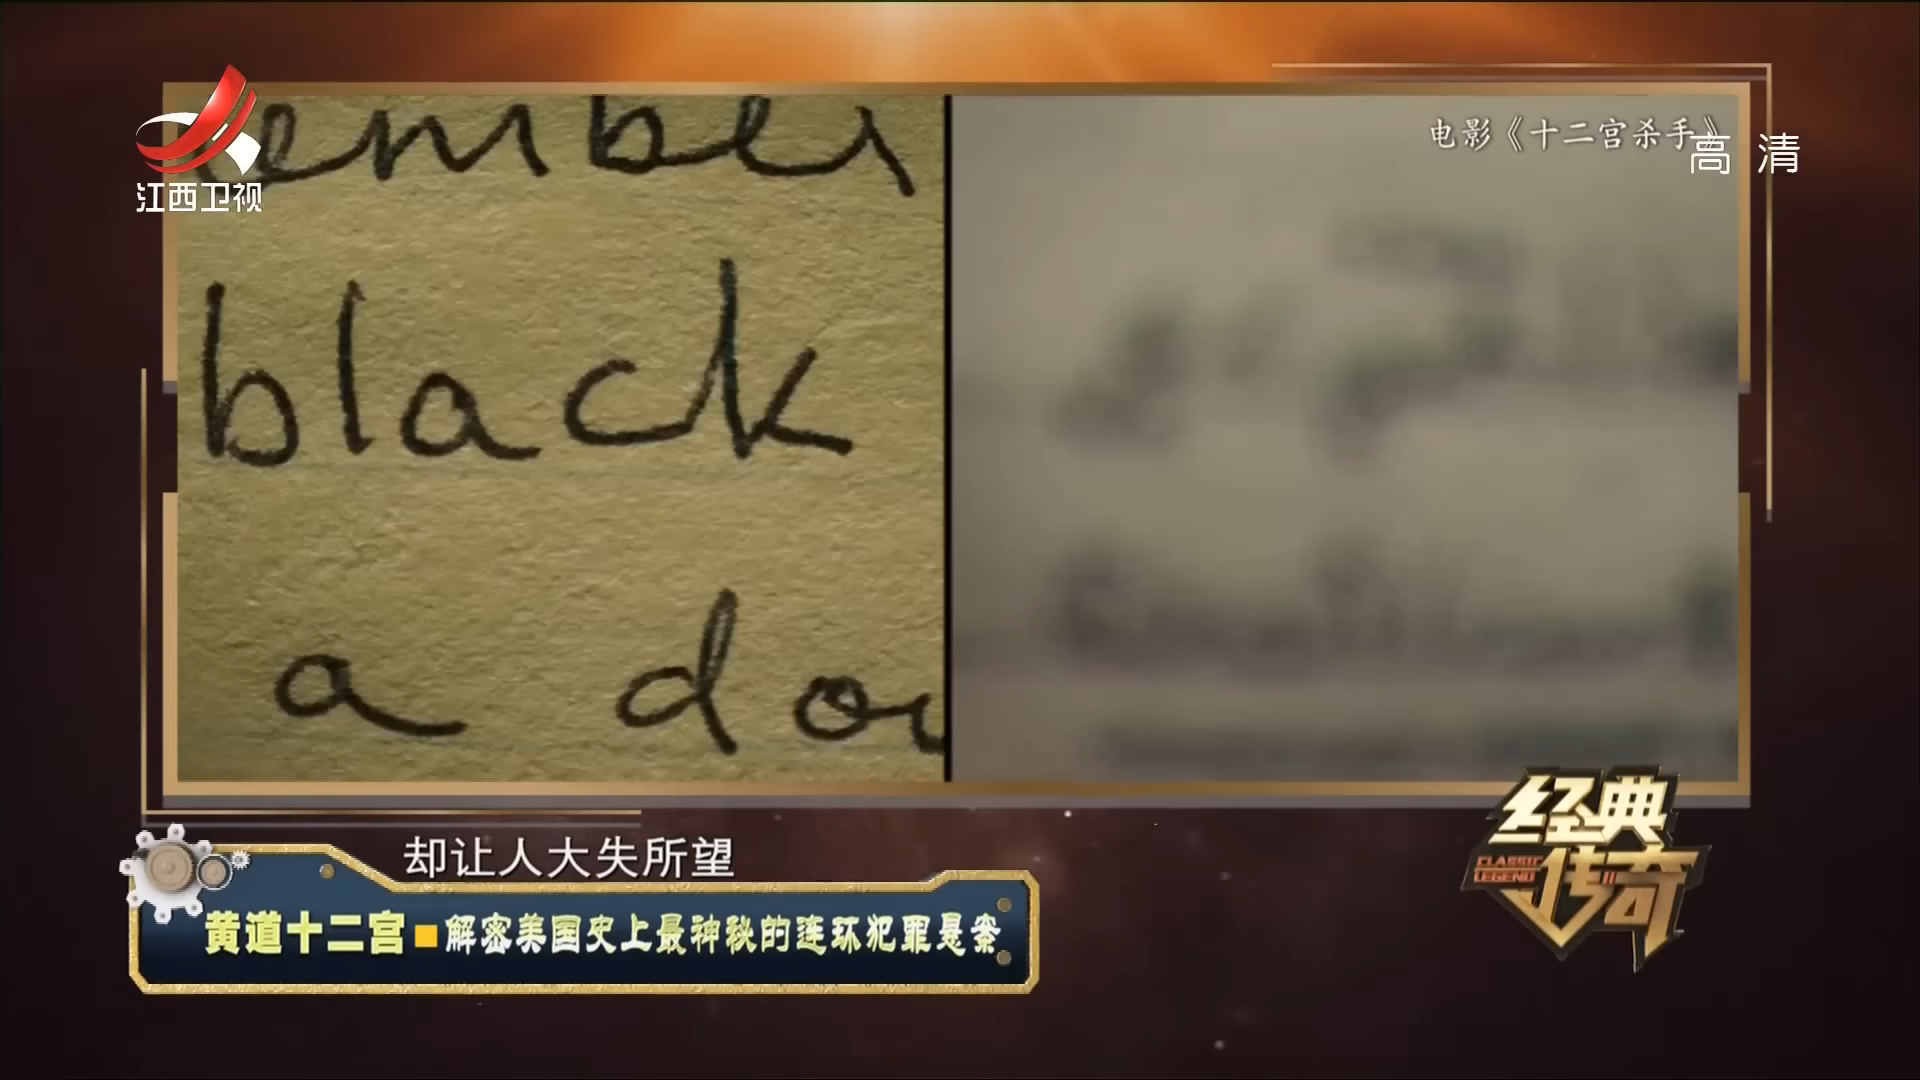 电影《十二宫杀手》
高清
江西卫视
ember
black
a do
经典
传奇
CLASSIC
LEGEND
却让人大失所望
黄道十二宫■解密美国史上最神秘的连环犯罪悬案